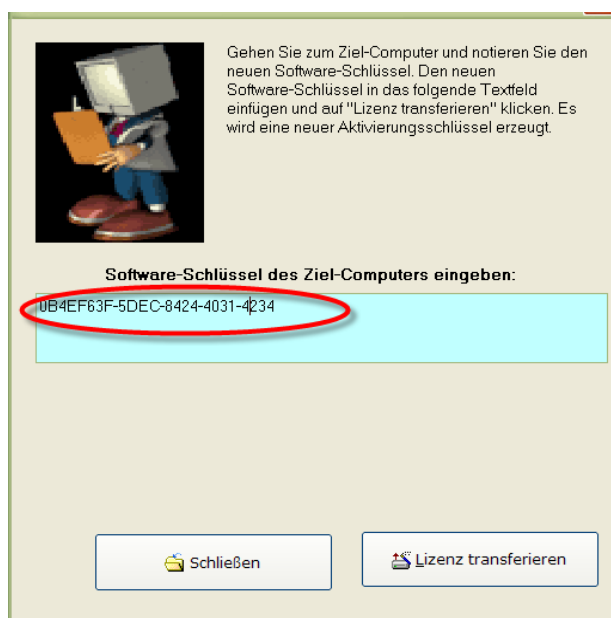 Gehen Sie zum Ziel-Computer und notieren Sie den
neuen Software-Schlüssel. Den neuen
Software-Schlüssel in das folgende Textfeld
einfügen und auf "Lizenz transferieren" klicken. Es
wird eine neuer Aktivierungsschlüssel erzeugt.
Software-Schlüssel des Ziel-Computers eingeben:
0B4EF63F-5DEC-8424-4031-4234
Schließen
Lizenz transferieren